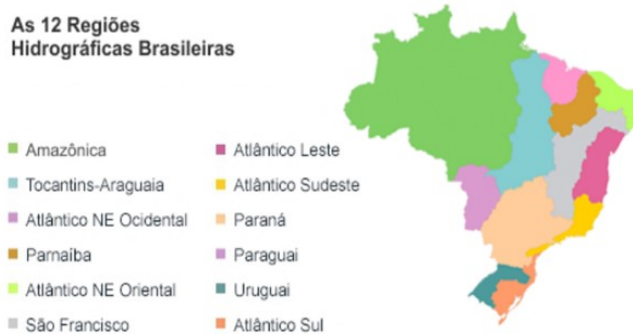 As 12 Regiões
Hidrográficas Brasileiras
Amazônica
Tocantins-Araguaia
Atlântico NE Ocidental
Parnaíba
Atlântico NE Oriental
São Francisco
Atlântico Leste
Atlântico Sudeste
Paraná
Paraguai
Uruguai
Atlântico Sul